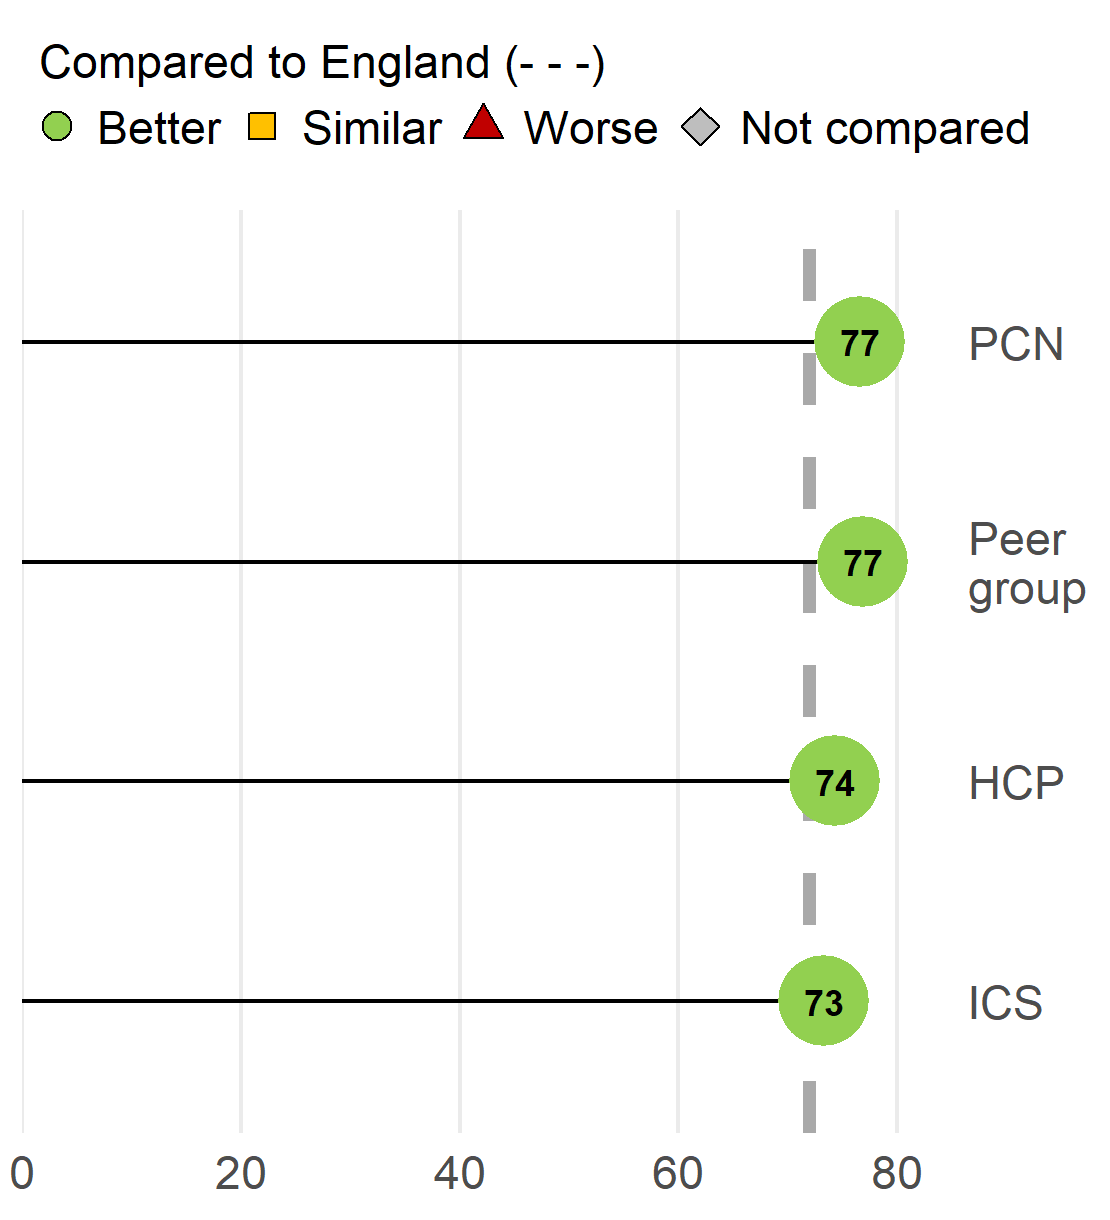 Compared to England (- - -)
Better Similar Worse Not compared
77 PCN
77 Peer
group
74 HCP
73 ICS
0 20 40 60 80